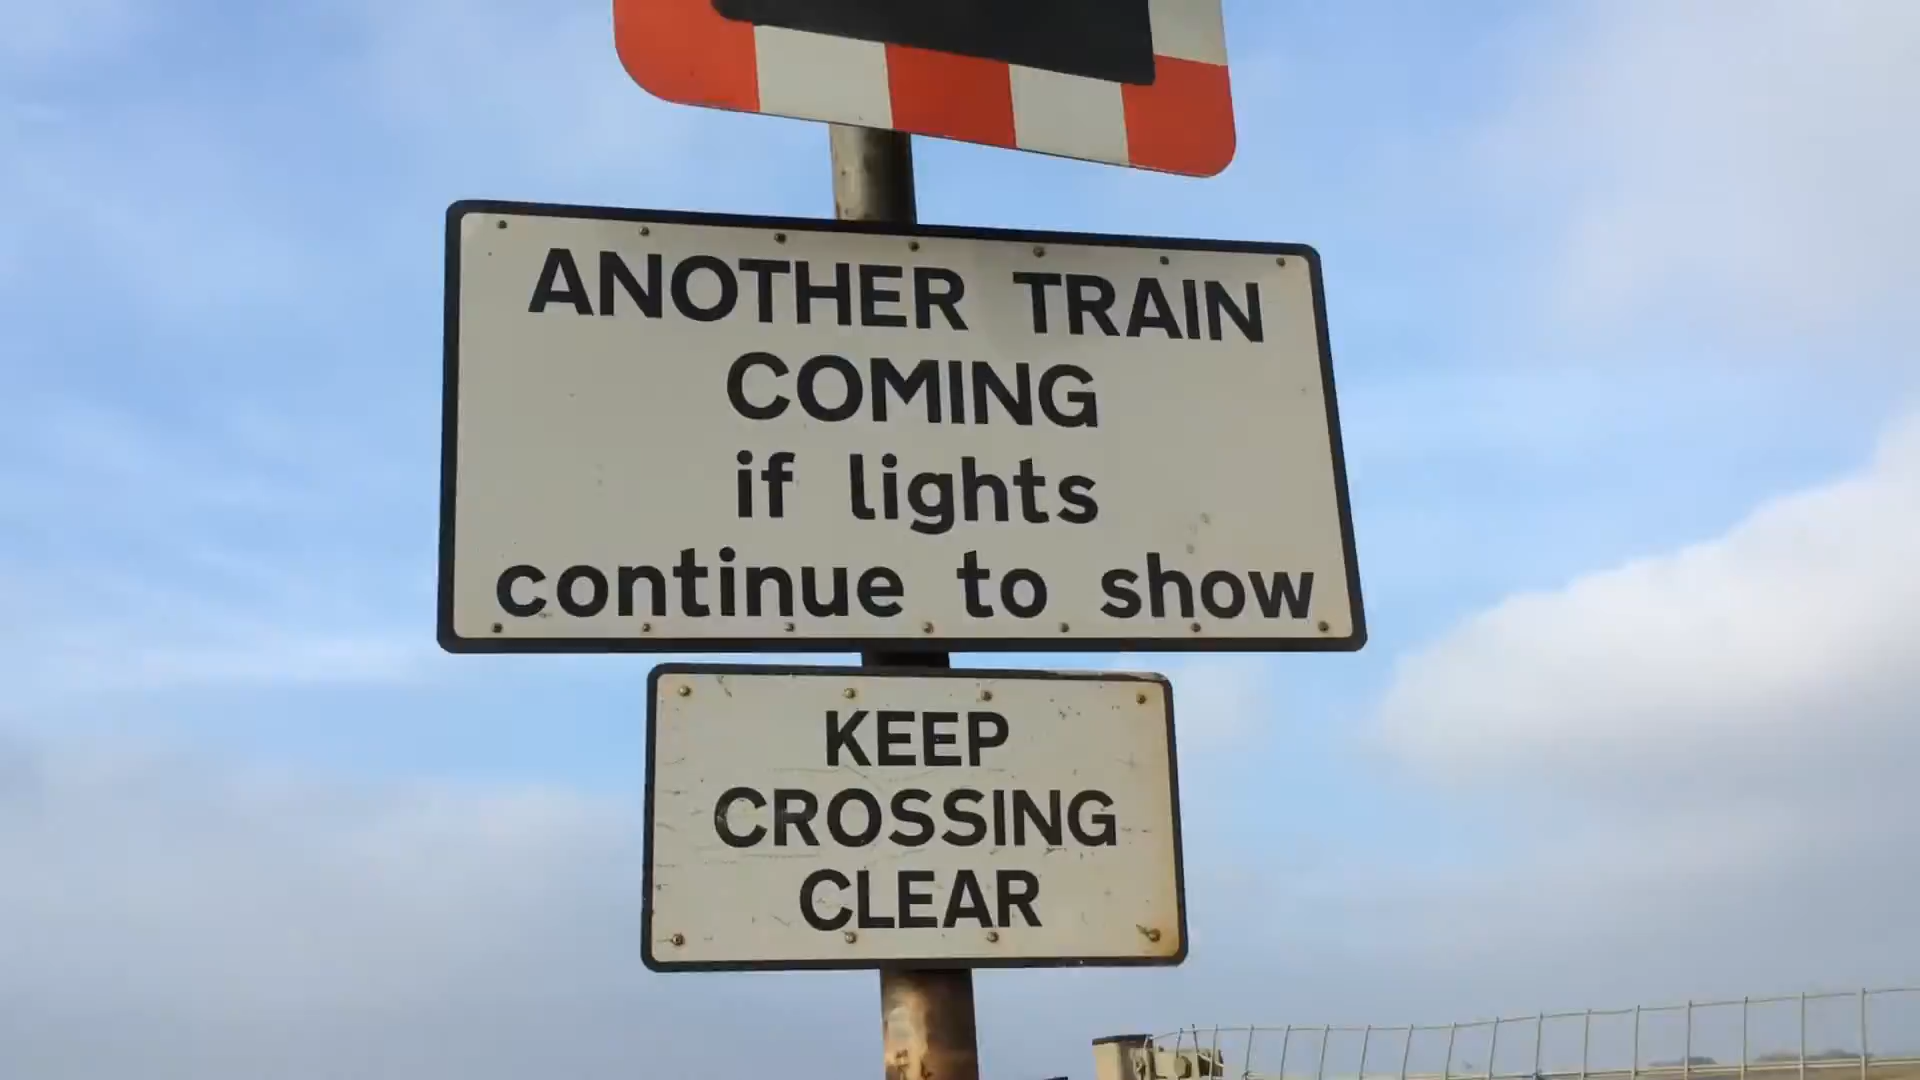 ANOTHER TRAIN
COMING
if lights
continue to show
KEEP
CROSSING
CLEAR